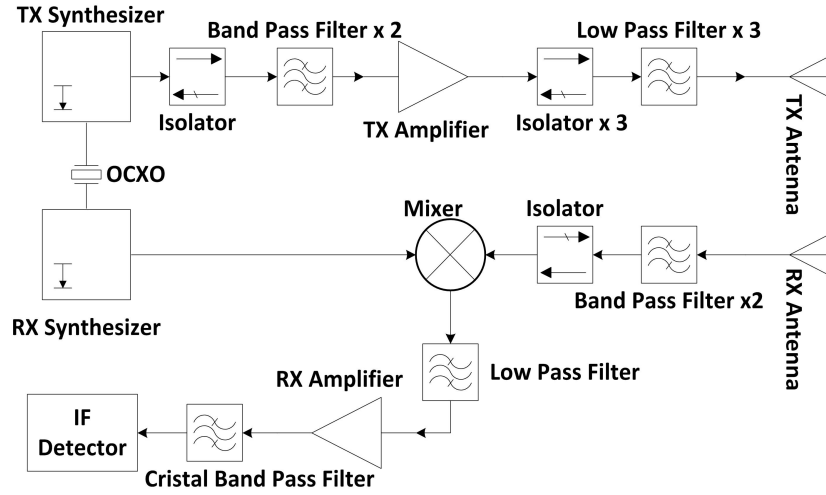 TX Synthesizer
Band Pass Filter x 2
Low Pass Filter x 3
Isolator
TX Amplifier
Isolator x 3
TX Antenna
OCXO
Mixer
Isolator
Band Pass Filter x2
RX Antenna
RX Synthesizer
RX Amplifier
Low Pass Filter
IF
Detector
Cristal Band Pass Filter